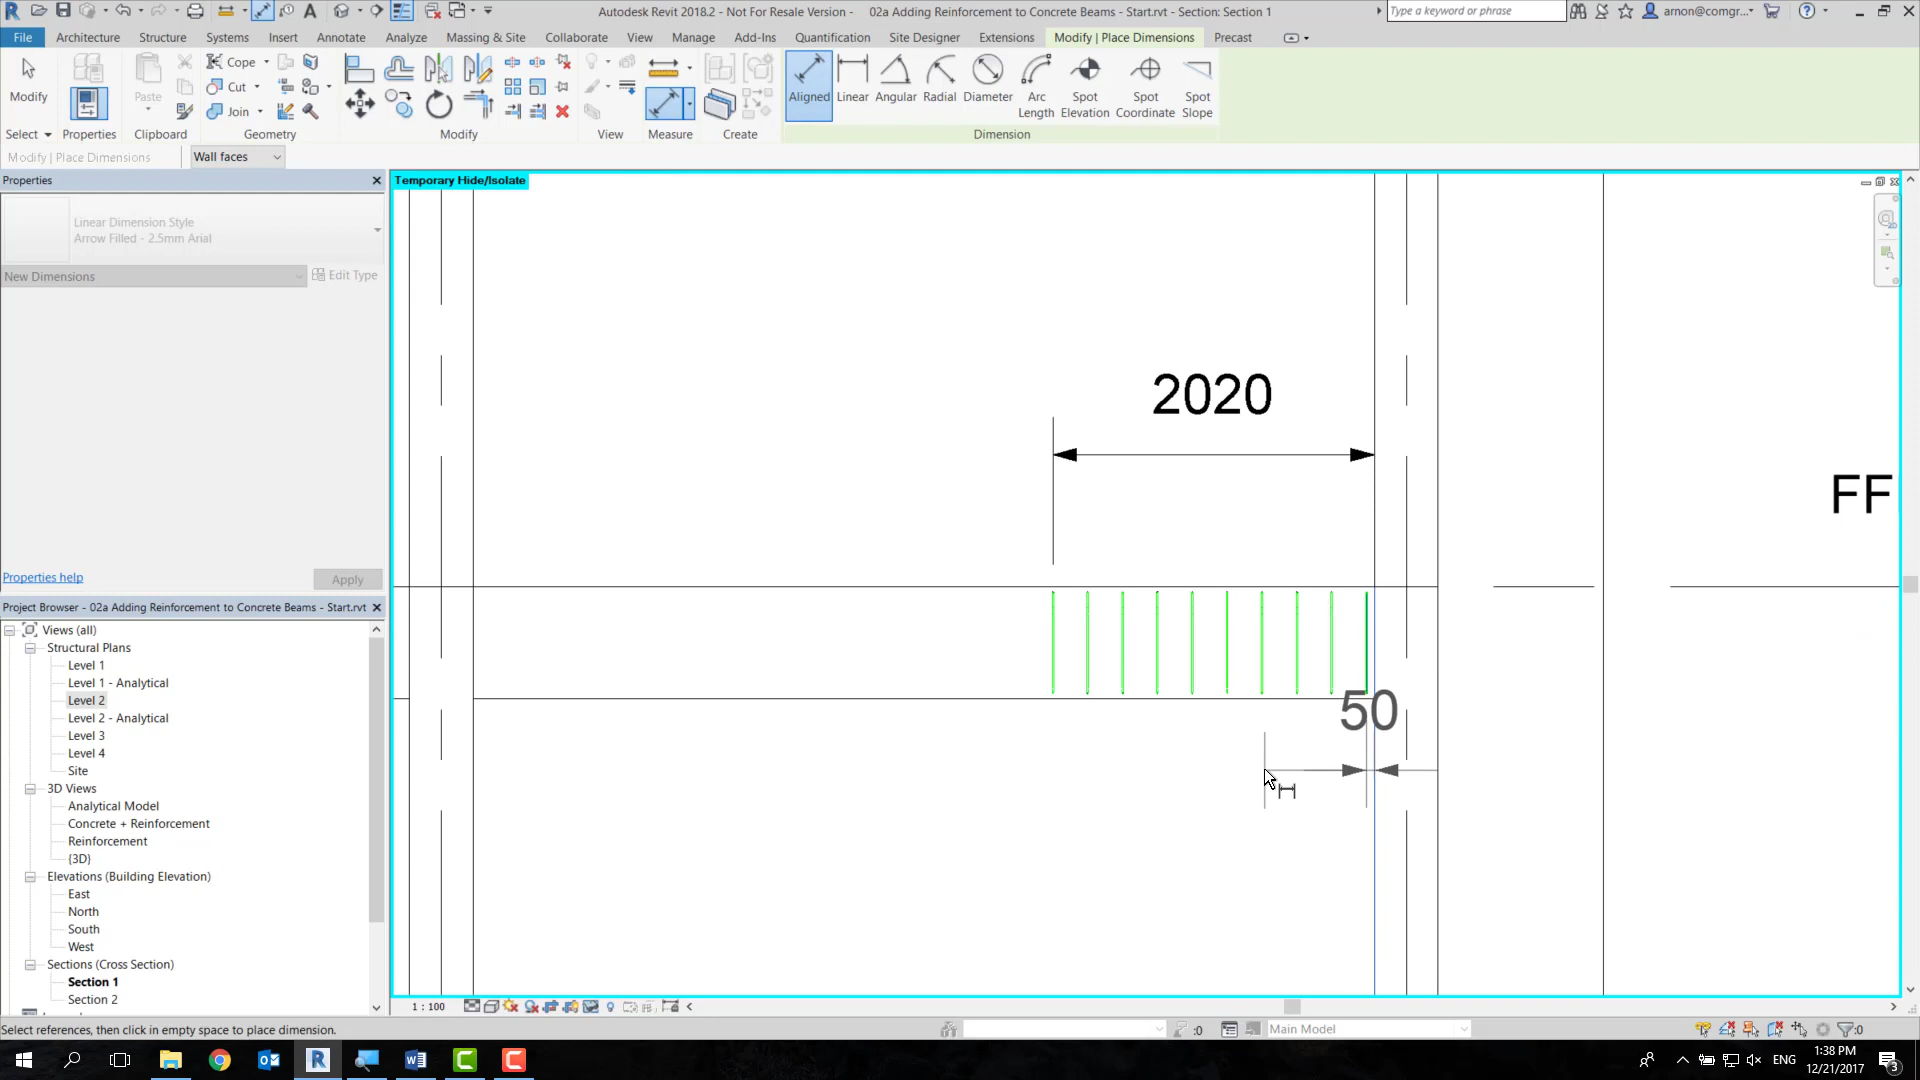 Autodesk Revit 2018.2 - Not For Resale Version - 02a Adding Reinforcement to Concrete Beams - Start.rvt - Section: Section 1
Type a keyword or phrase
arnon@comgr...
File Architecture Structure Systems Insert Annotate Analyze Massing & Site Collaborate View Manage Add-Ins Quantification Site Designer Extensions Modify | Place Dimensions Precast
Modify Paste Cope Cut Join Aligned Linear Angular Radial Diameter Arc Length Spot Elevation Spot Coordinate Spot Slope
Select Properties Clipboard Geometry Modify View Measure Create Dimension
Modify | Place Dimensions Wall faces
Properties
Linear Dimension Style
Arrow Filled - 2.5mm Arial
New Dimensions Edit Type
Properties help Apply
Project Browser - 02a Adding Reinforcement to Concrete Beams - Start.rvt
Views (all)
Structural Plans
Level 1
Level 1 - Analytical
Level 2
Level 2 - Analytical
Level 3
Level 4
Site
3D Views
Analytical Model
Concrete + Reinforcement
Reinforcement
{3D}
Elevations (Building Elevation)
East
North
South
West
Sections (Cross Section)
Section 1
Section 2
Temporary Hide/Isolate
2020
FF
50
1 : 100
Select references, then click in empty space to place dimension.
:0 Main Model :0
ENG
1:38 PM
12/21/2017
3